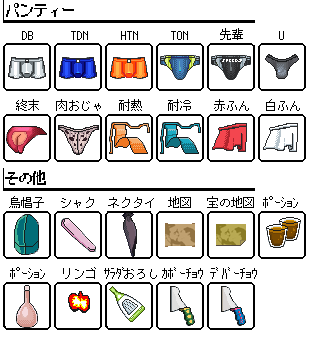 パンティー
DB TDN HTN TON 先輩 U
終末 肉おじゃ 耐熱 耐冷 赤ふん 白ふん
その他
烏帽子 シャク ネクタイ 地図 宝の地図 ポーション
ポーション リンゴ サラダおろし カボーチョウ デパーチョウ